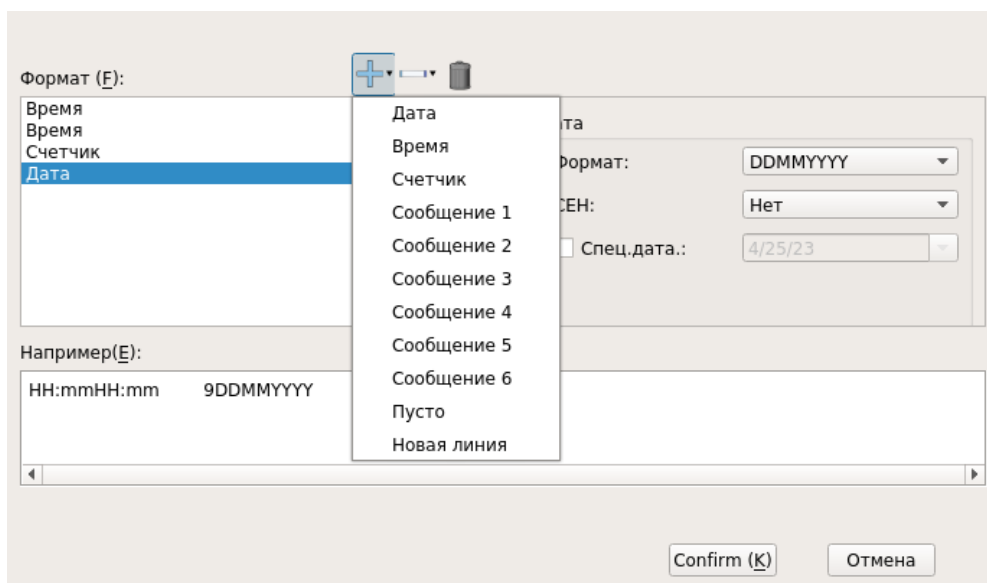 Формат (F):
Время
Время
Счетчик
Дата
Дата
Время
Счетчик
Сообщение 1
Сообщение 2
Сообщение 3
Сообщение 4
Сообщение 5
Сообщение 6
Пусто
Новая линия
та
Формат:
DDMMYYYY
СЕН:
Нет
Спец.дата.:
4/25/23
Например(E):
HH:mmHH:mm 9DDMMYYYY
Confirm (K)
Отмена